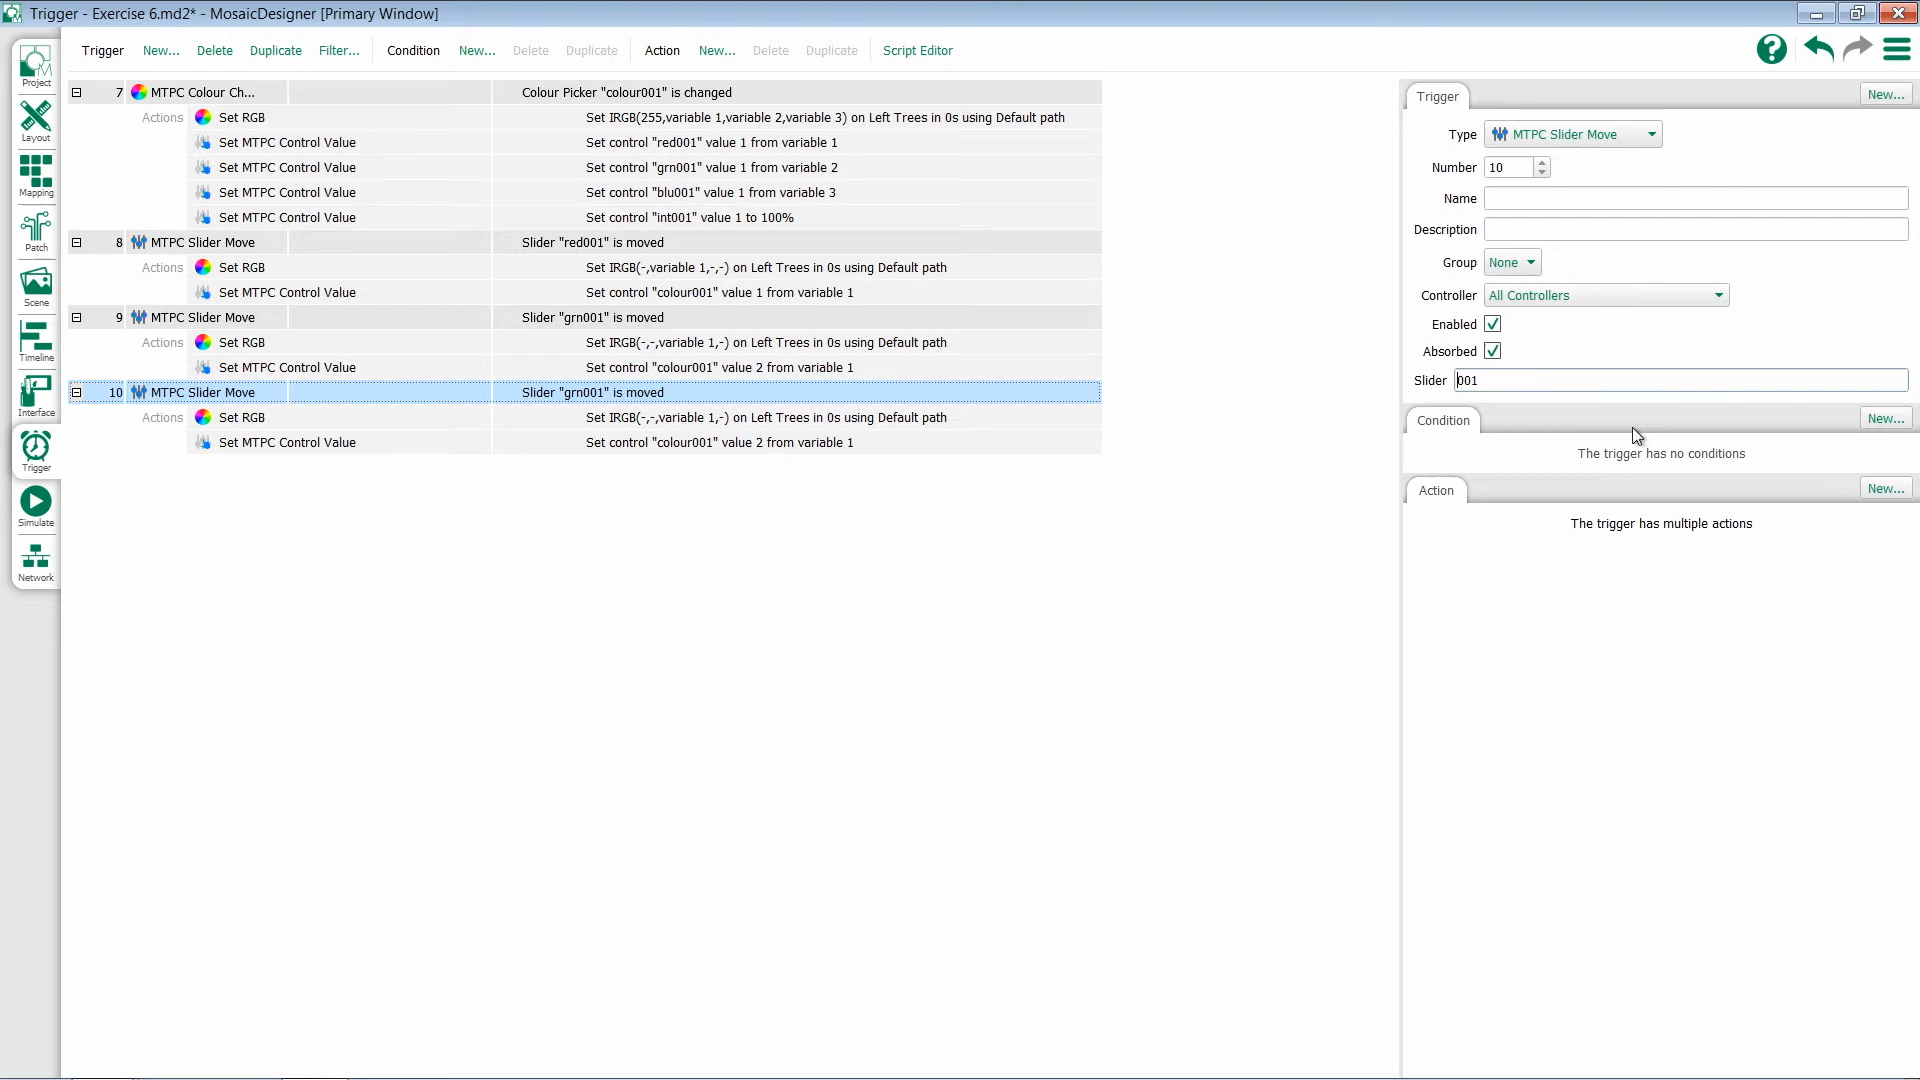 Trigger - Exercise 6.md2* - MosaicDesigner [Primary Window]
Trigger New... Delete Duplicate Filter... Condition New... Delete Duplicate Action New... Delete Duplicate Script Editor
Project
Layout
Mapping
Patch
Scene
Timeline
Interface
Trigger
Simulate
Network
7 MTPC Colour Ch... Colour Picker "colour001" is changed
Actions Set RGB Set IRGB(255,variable 1,variable 2,variable 3) on Left Trees in 0s using Default path
Set MTPC Control Value Set control "red001" value 1 from variable 1
Set MTPC Control Value Set control "grn001" value 1 from variable 2
Set MTPC Control Value Set control "blu001" value 1 from variable 3
Set MTPC Control Value Set control "int001" value 1 to 100%
8 MTPC Slider Move Slider "red001" is moved
Actions Set RGB Set IRGB(-,variable 1,-,-) on Left Trees in 0s using Default path
Set MTPC Control Value Set control "colour001" value 1 from variable 1
9 MTPC Slider Move Slider "grn001" is moved
Actions Set RGB Set IRGB(-,-,variable 1,-) on Left Trees in 0s using Default path
Set MTPC Control Value Set control "colour001" value 2 from variable 1
10 MTPC Slider Move Slider "grn001" is moved
Actions Set RGB Set IRGB(-,-,variable 1,-) on Left Trees in 0s using Default path
Set MTPC Control Value Set control "colour001" value 2 from variable 1
Trigger New...
Type MTPC Slider Move
Number 10
Name
Description
Group None
Controller All Controllers
Enabled
Absorbed
Slider 001
Condition New...
The trigger has no conditions
Action New...
The trigger has multiple actions